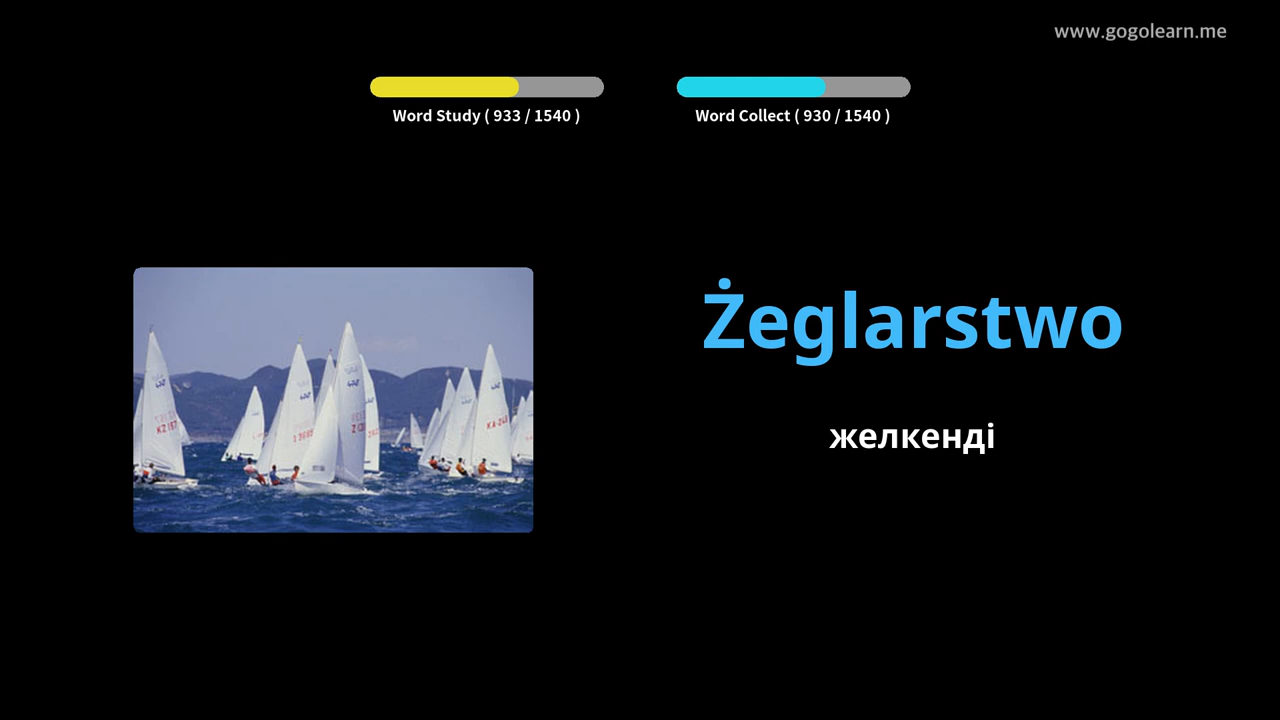 www.gogolearn.me
Word Study ( 933 / 1540 )
Word Collect ( 930 / 1540 )
Żeglarstwo
желкенді